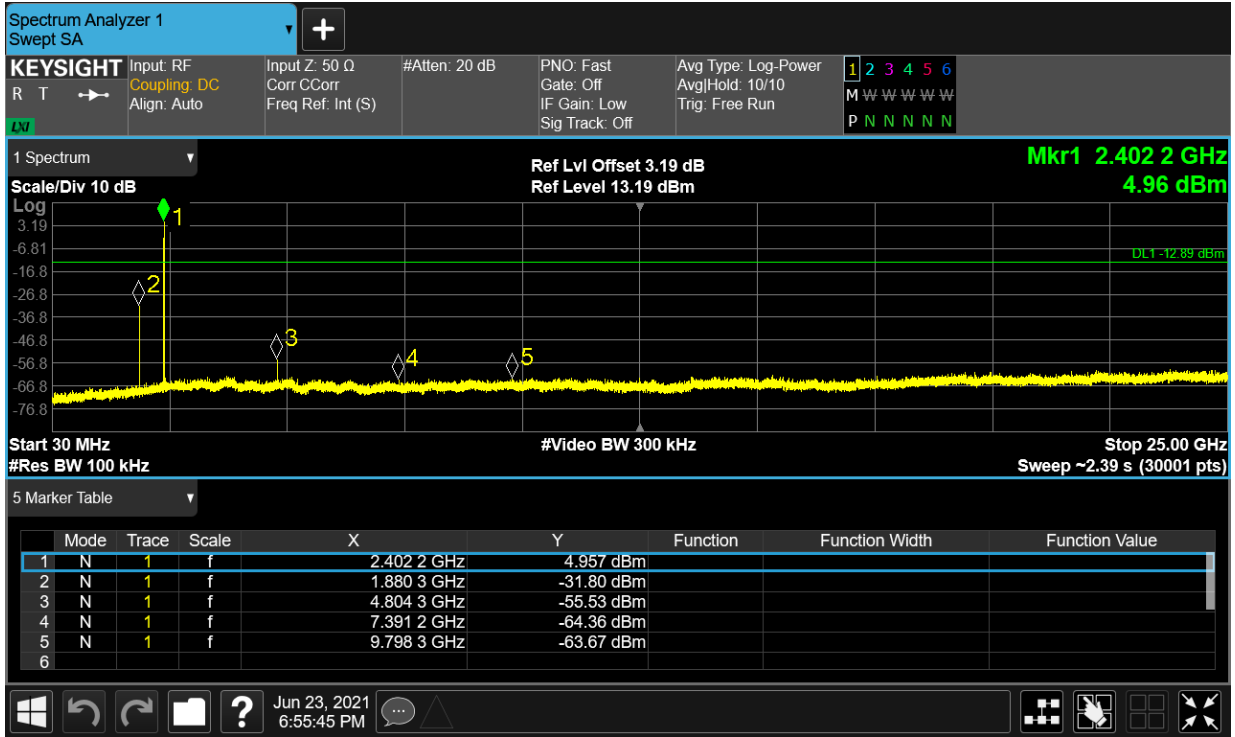 Spectrum Analyzer 1
Swept SA
KEYSIGHT
R T
LXI
Input: RF
Coupling: DC
Align: Auto
Input Z: 50 Ω
Corr CCorr
Freq Ref: Int (S)
#Atten: 20 dB
PNO: Fast
Gate: Off
IF Gain: Low
Sig Track: Off
Avg Type: Log-Power
Avg|Hold: 10/10
Trig: Free Run
1 2 3 4 5 6
M W W W W W
P N N N N N
1 Spectrum
Scale/Div 10 dB
Ref Lvl Offset 3.19 dB
Ref Level 13.19 dBm
Mkr1 2.402 2 GHz
4.96 dBm
Log
3.19
-6.81
-16.8
-26.8
-36.8
-46.8
-56.8
-66.8
-76.8
1
2
3
4
5
DL1 -12.89 dBm
Start 30 MHz
#Video BW 300 kHz
Stop 25.00 GHz
#Res BW 100 kHz
Sweep ~2.39 s (30001 pts)
5 Marker Table
Mode Trace Scale X Y Function Function Width Function Value
1 N 1 f 2.402 2 GHz 4.957 dBm
2 N 1 f 1.880 3 GHz -31.80 dBm
3 N 1 f 4.804 3 GHz -55.53 dBm
4 N 1 f 7.391 2 GHz -64.36 dBm
5 N 1 f 9.798 3 GHz -63.67 dBm
6
?
Jun 23, 2021
6:55:45 PM